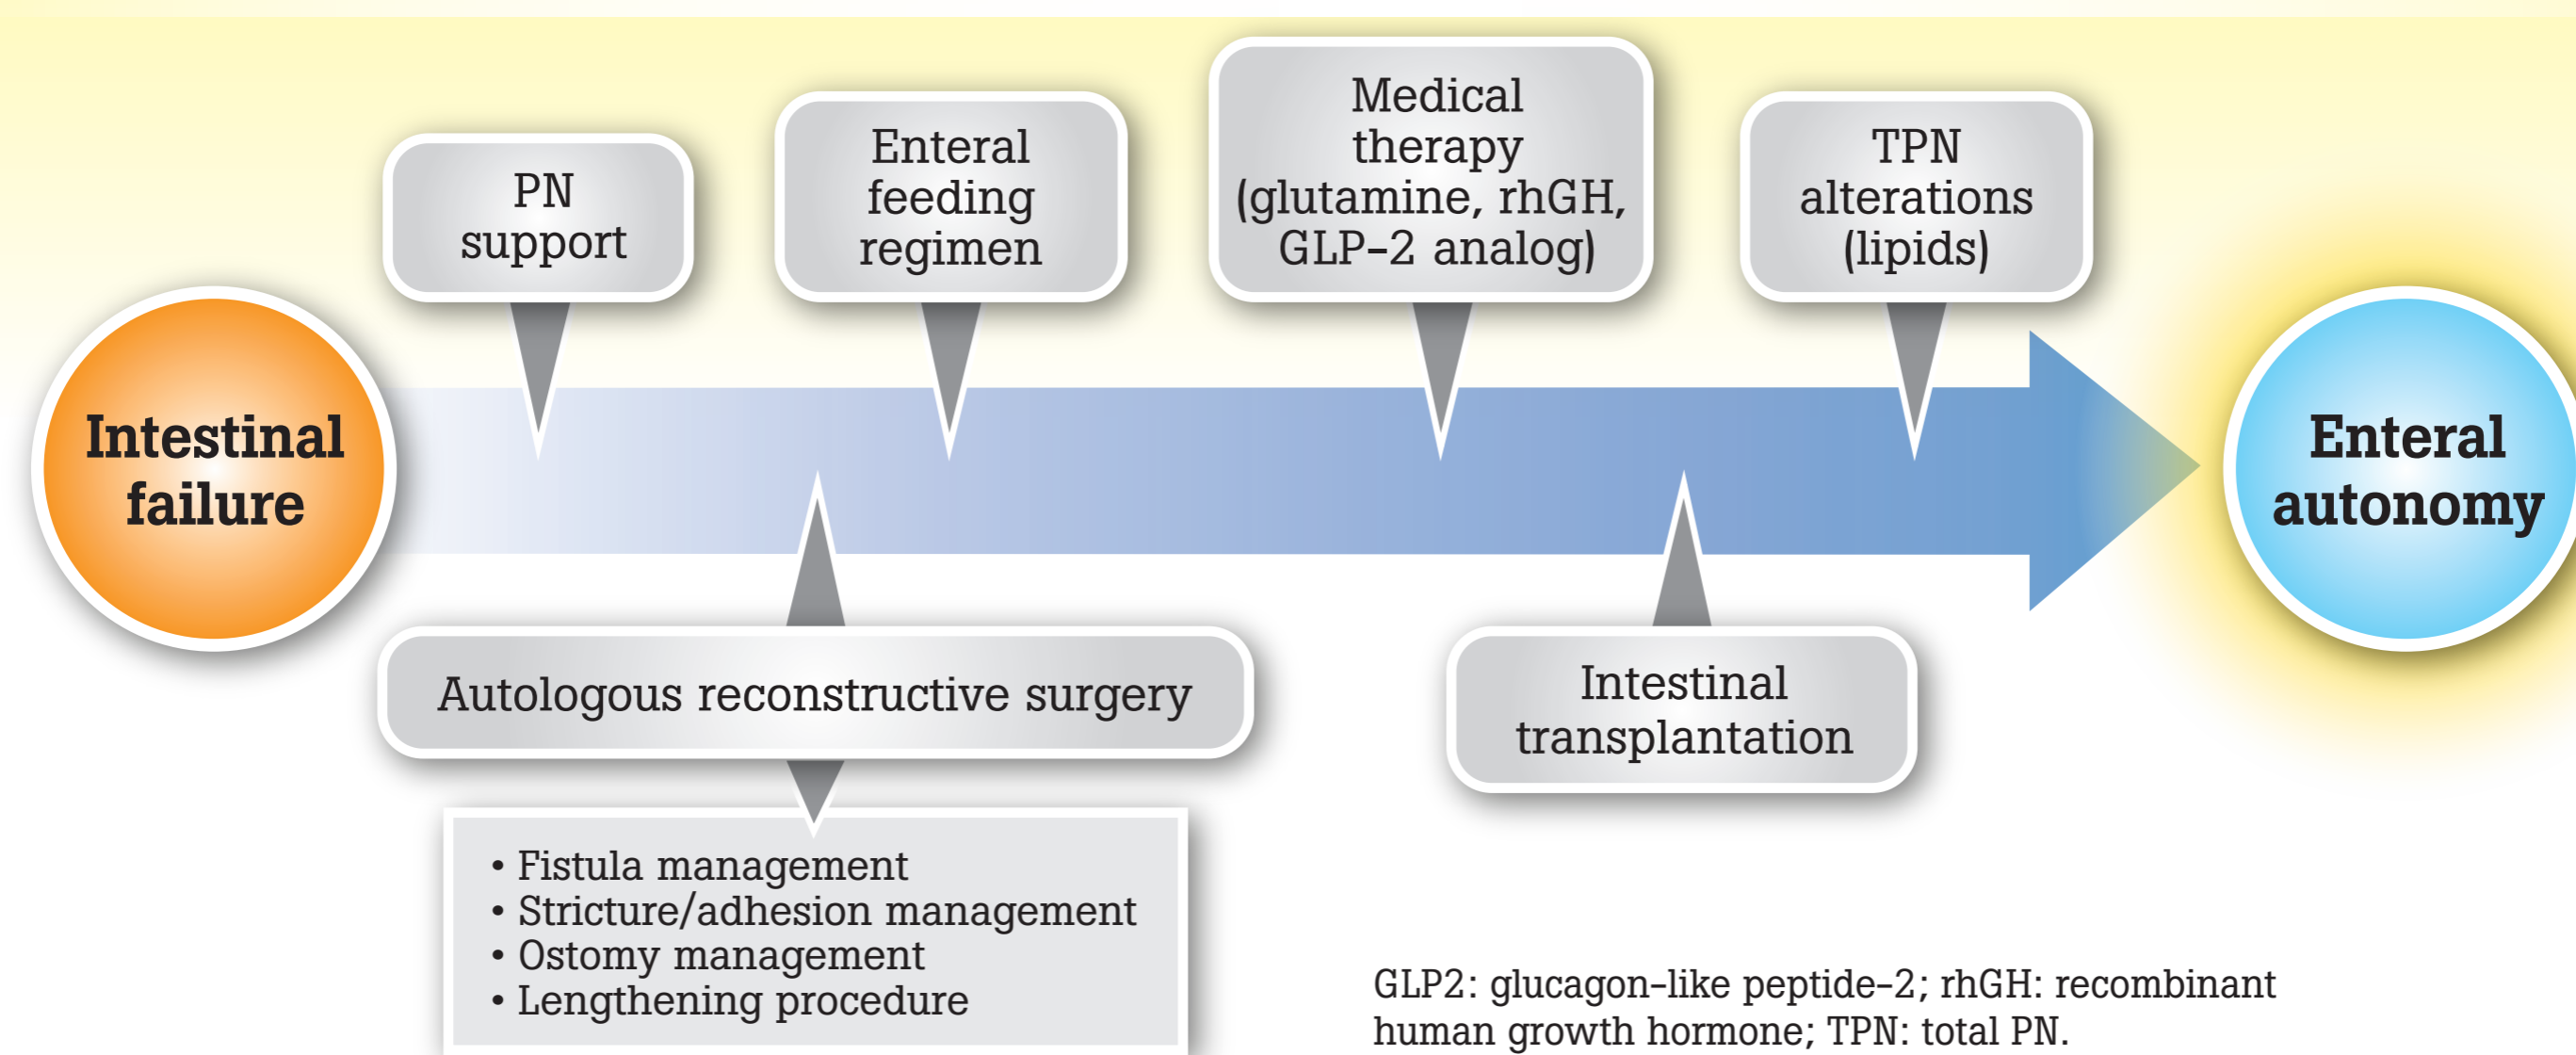 Intestinal
failure
PN
support
Enteral
feeding
regimen
Medical
therapy
(glutamine, rhGH,
GLP-2 analog)
TPN
alterations
(lipids)
Enteral
autonomy
Autologous reconstructive surgery
• Fistula management
• Stricture/adhesion management
• Ostomy management
• Lengthening procedure
Intestinal
transplantation
GLP2: glucagon-like peptide-2; rhGH: recombinant
human growth hormone; TPN: total PN.